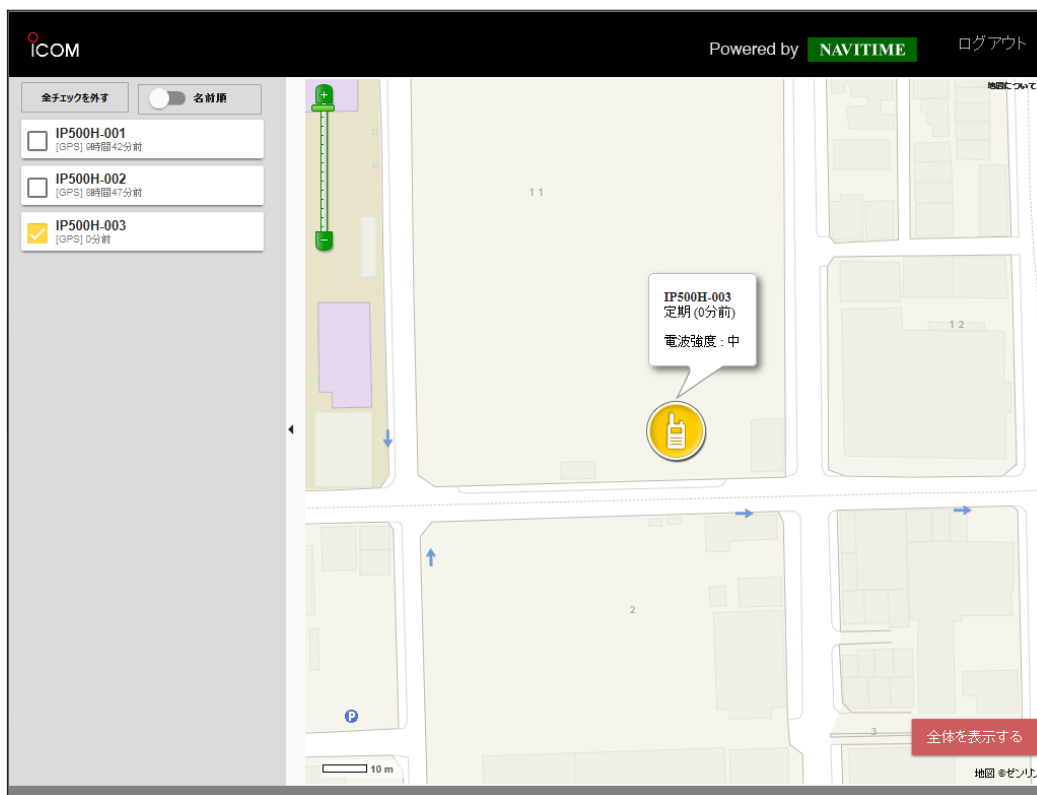 iCOM
Powered by NAVITIME
ログアウト
全チェックを外す
名前順
地図について
IP500H-001
[GPS] 9時間42分前
IP500H-002
[GPS] 8時間47分前
IP500H-003
[GPS] 0分前
11
IP500H-003
定期 (0分前)
電波強度 : 中
12
2
P
3
全体を表示する
10 m
地図 ©ゼンリン